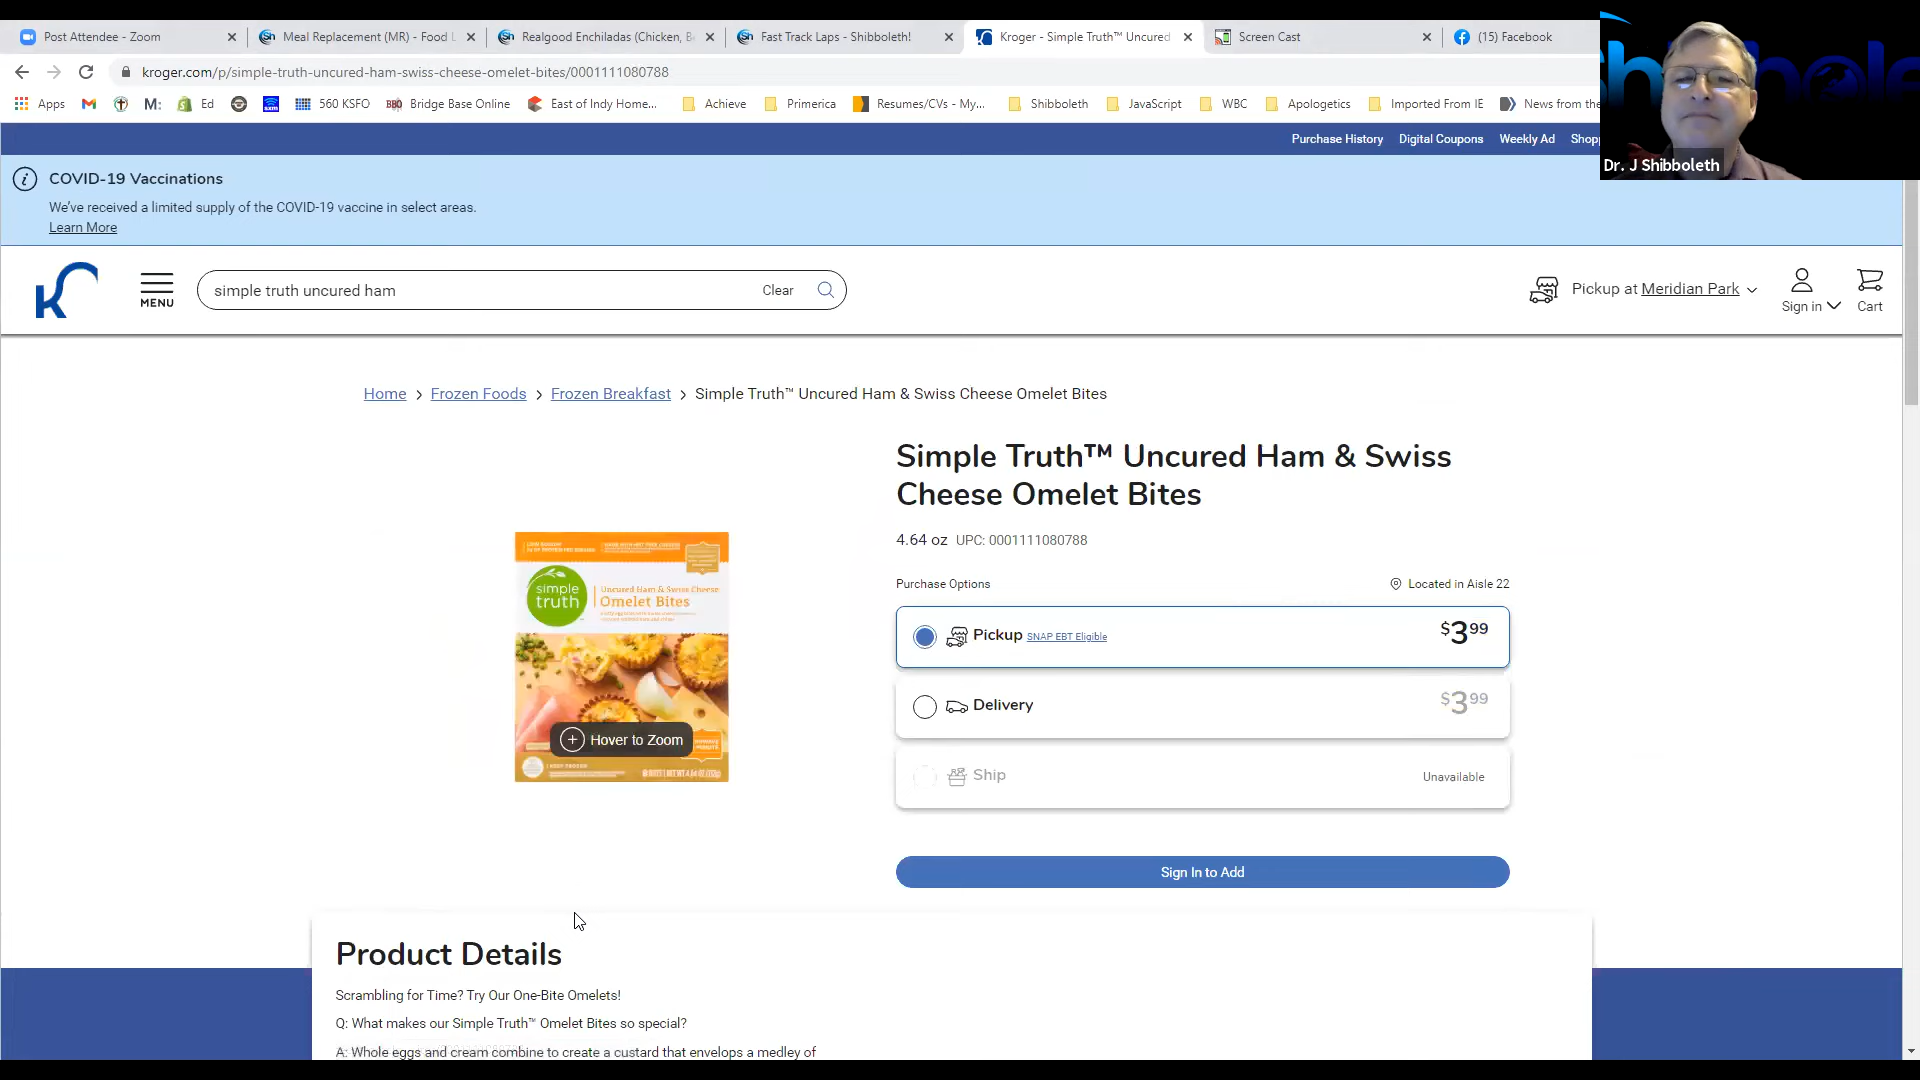 Post Attendee - Zoom
Meal Replacement (MR) - Food L
Realgood Enchiladas (Chicken, B
Fast Track Laps - Shibboleth!
Kroger - Simple Truth™ Uncured
Screen Cast
(15) Facebook
kroger.com/p/simple-truth-uncured-ham-swiss-cheese-omelet-bites/0001111080788
Apps
Ed
560 KSFO
BBO Bridge Base Online
East of Indy Home...
Achieve
Primerica
Resumes/CVs - My...
Shibboleth
JavaScript
WBC
Apologetics
Imported From IE
News from the
Dr. J Shibboleth
Purchase History
Digital Coupons
Weekly Ad
Shop
COVID-19 Vaccinations
We've received a limited supply of the COVID-19 vaccine in select areas.
Learn More
MENU
simple truth uncured ham
Clear
Pickup at Meridian Park
Sign in
Cart
Home > Frozen Foods > Frozen Breakfast > Simple Truth™ Uncured Ham & Swiss Cheese Omelet Bites
Simple Truth™ Uncured Ham & Swiss
Cheese Omelet Bites
4.64 oz UPC: 0001111080788
Purchase Options
Located in Aisle 22
Pickup SNAP EBT Eligible
$3 99
Delivery
$3 99
Ship
Unavailable
Sign In to Add
simple
truth
Uncured Ham & Swiss Cheese
Omelet Bites
Hover to Zoom
Product Details
Scrambling for Time? Try Our One-Bite Omelets!
Q: What makes our Simple Truth™ Omelet Bites so special?
A: Whole eggs and cream combine to create a custard that envelops a medley of